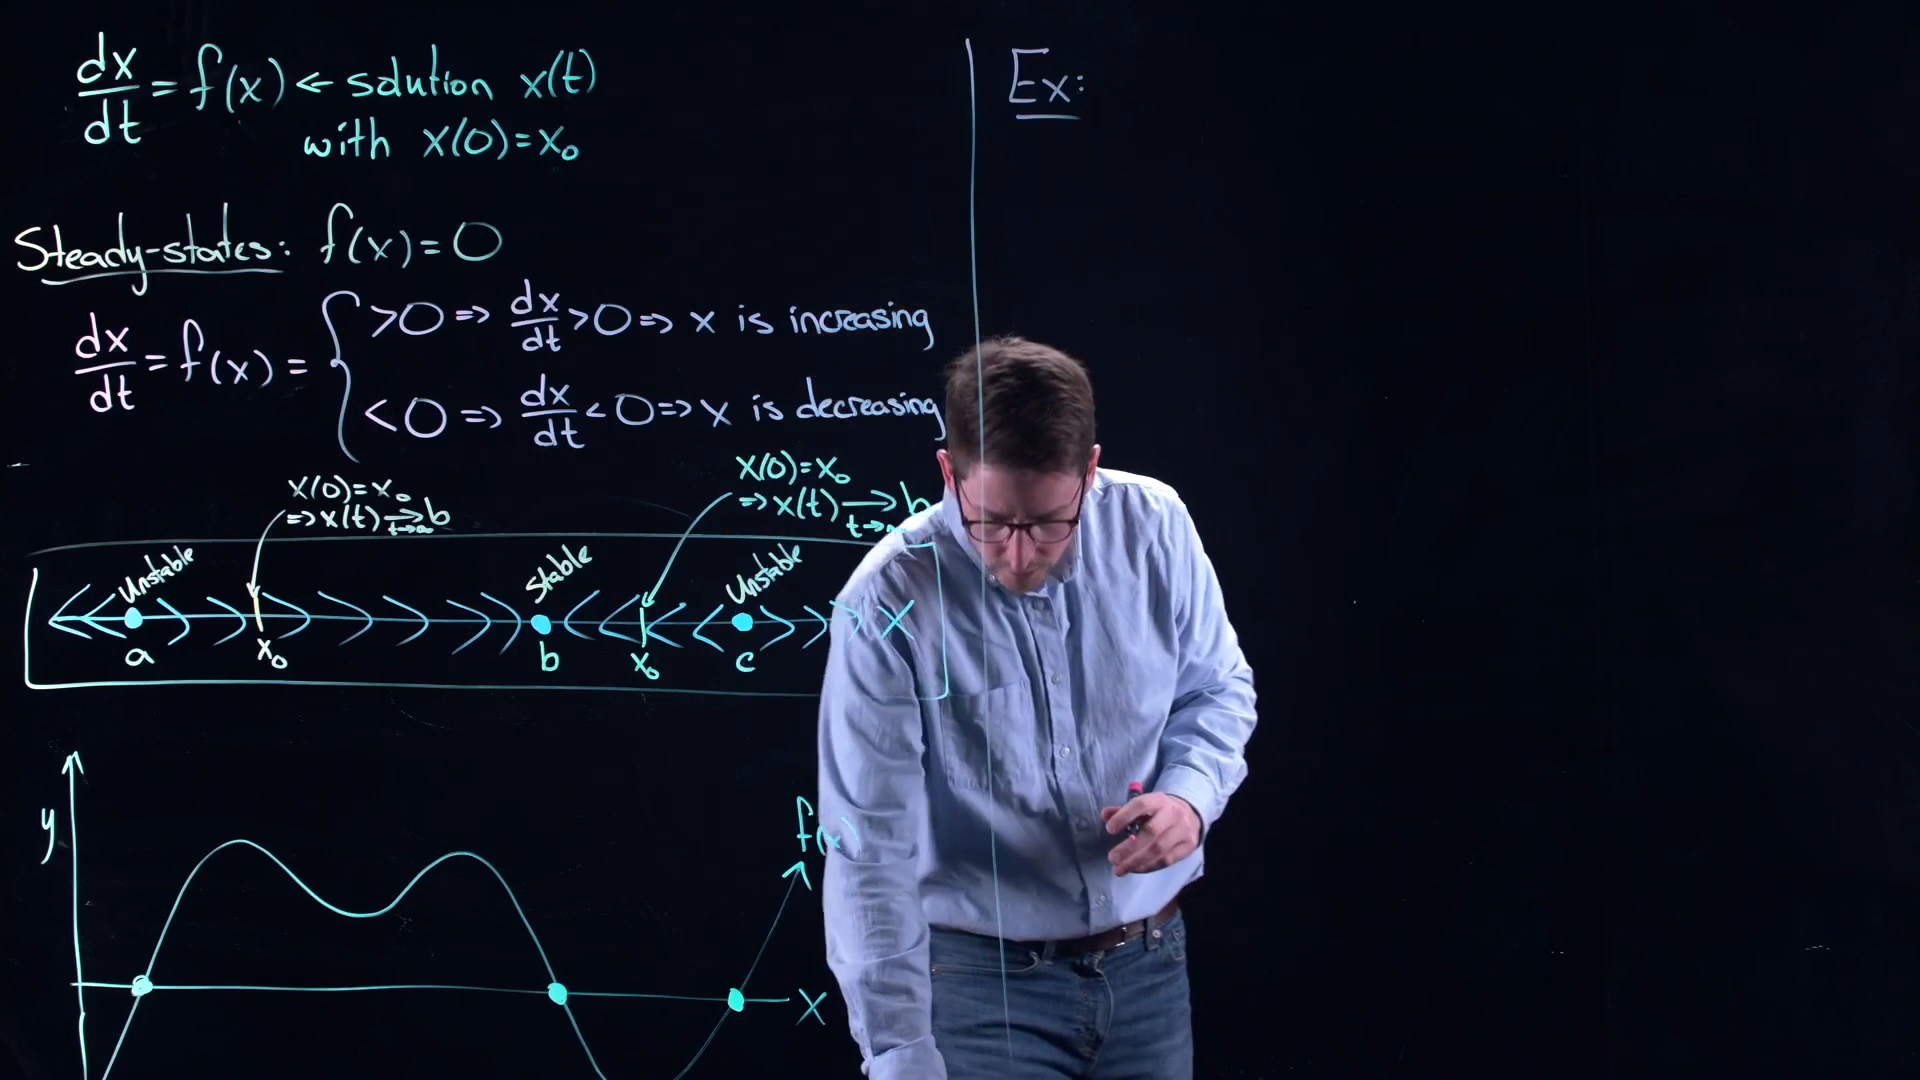 dx/dt = f(x) ← solution x(t)
with x(0)=x₀
Steady-states: f(x)=0
dx/dt = f(x) = { >0 ⇒ dx/dt >0 ⇒ x is increasing
<0 ⇒ dx/dt <0 ⇒ x is decreasing
x(0)=x₀
⇒ x(t) → b
t→∞
x(0)=x₀
⇒ x(t) → b
Unstable Stable Unstable
a x₀ b x₀ c x
y
f(x)
x
Ex: